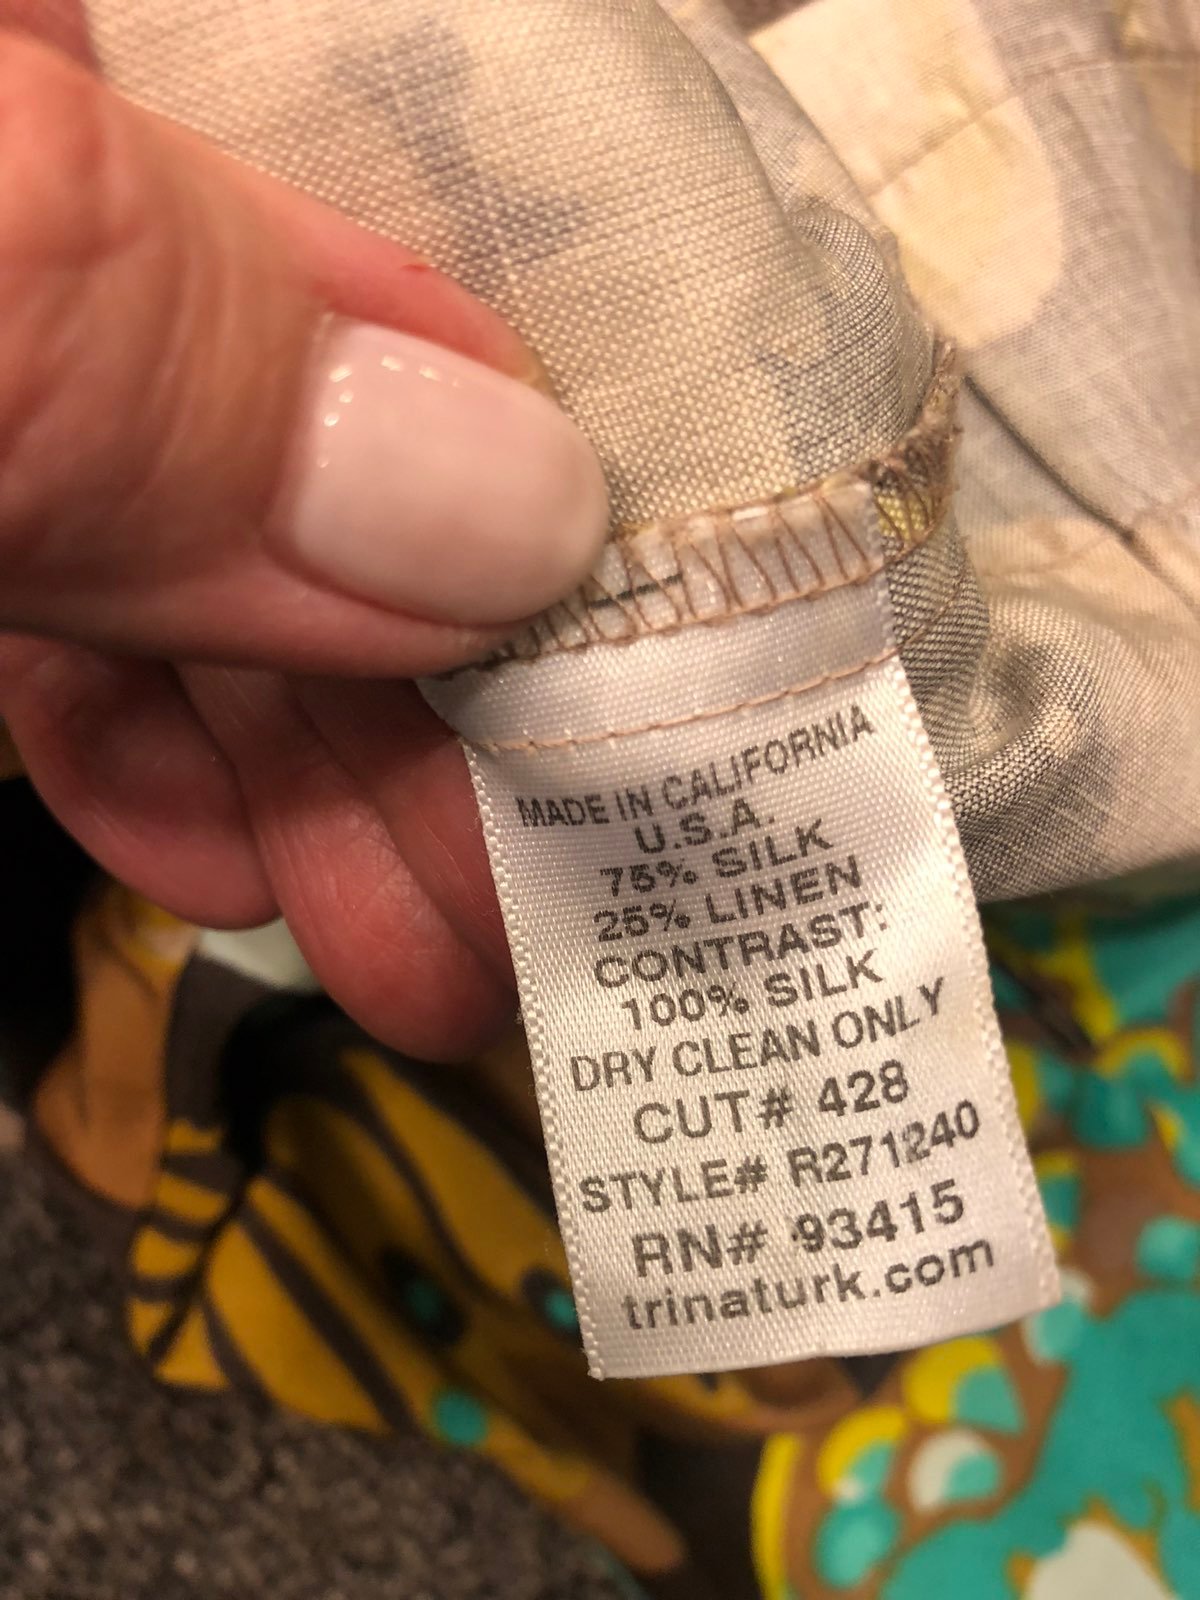 MADE IN CALIFORNIA
U.S.A.
75% SILK
25% LINEN
CONTRAST:
100% SILK
DRY CLEAN ONLY
CUT# 428
STYLE# R271240
RN# 93415
trinaturk.com